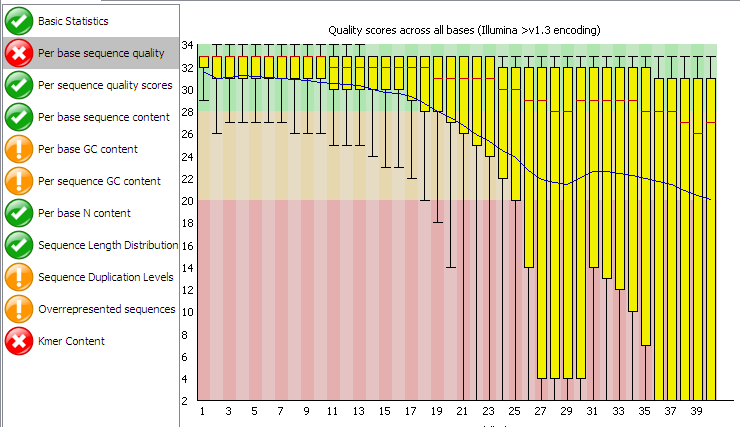 Basic Statistics
Per base sequence quality
Per sequence quality scores
Per base sequence content
Per base GC content
Per sequence GC content
Per base N content
Sequence Length Distribution
Sequence Duplication Levels
Overrepresented sequences
Kmer Content
Quality scores across all bases (Illumina >v1.3 encoding)
34
32
30
28
26
24
22
20
18
16
14
12
10
8
6
4
2
1 3 5 7 9 11 13 15 17 19 21 23 25 27 29 31 33 35 37 39